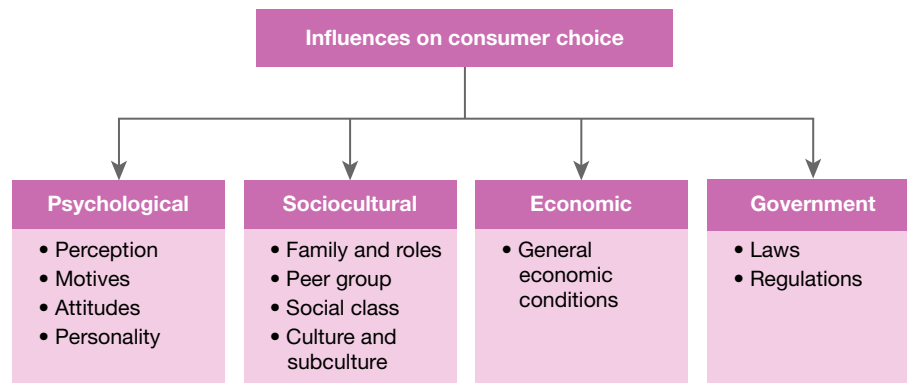 Influences on consumer choice
Psychological
• Perception
• Motives
• Attitudes
• Personality
Sociocultural
• Family and roles
• Peer group
• Social class
• Culture and
subculture
Economic
• General
economic
conditions
Government
• Laws
• Regulations